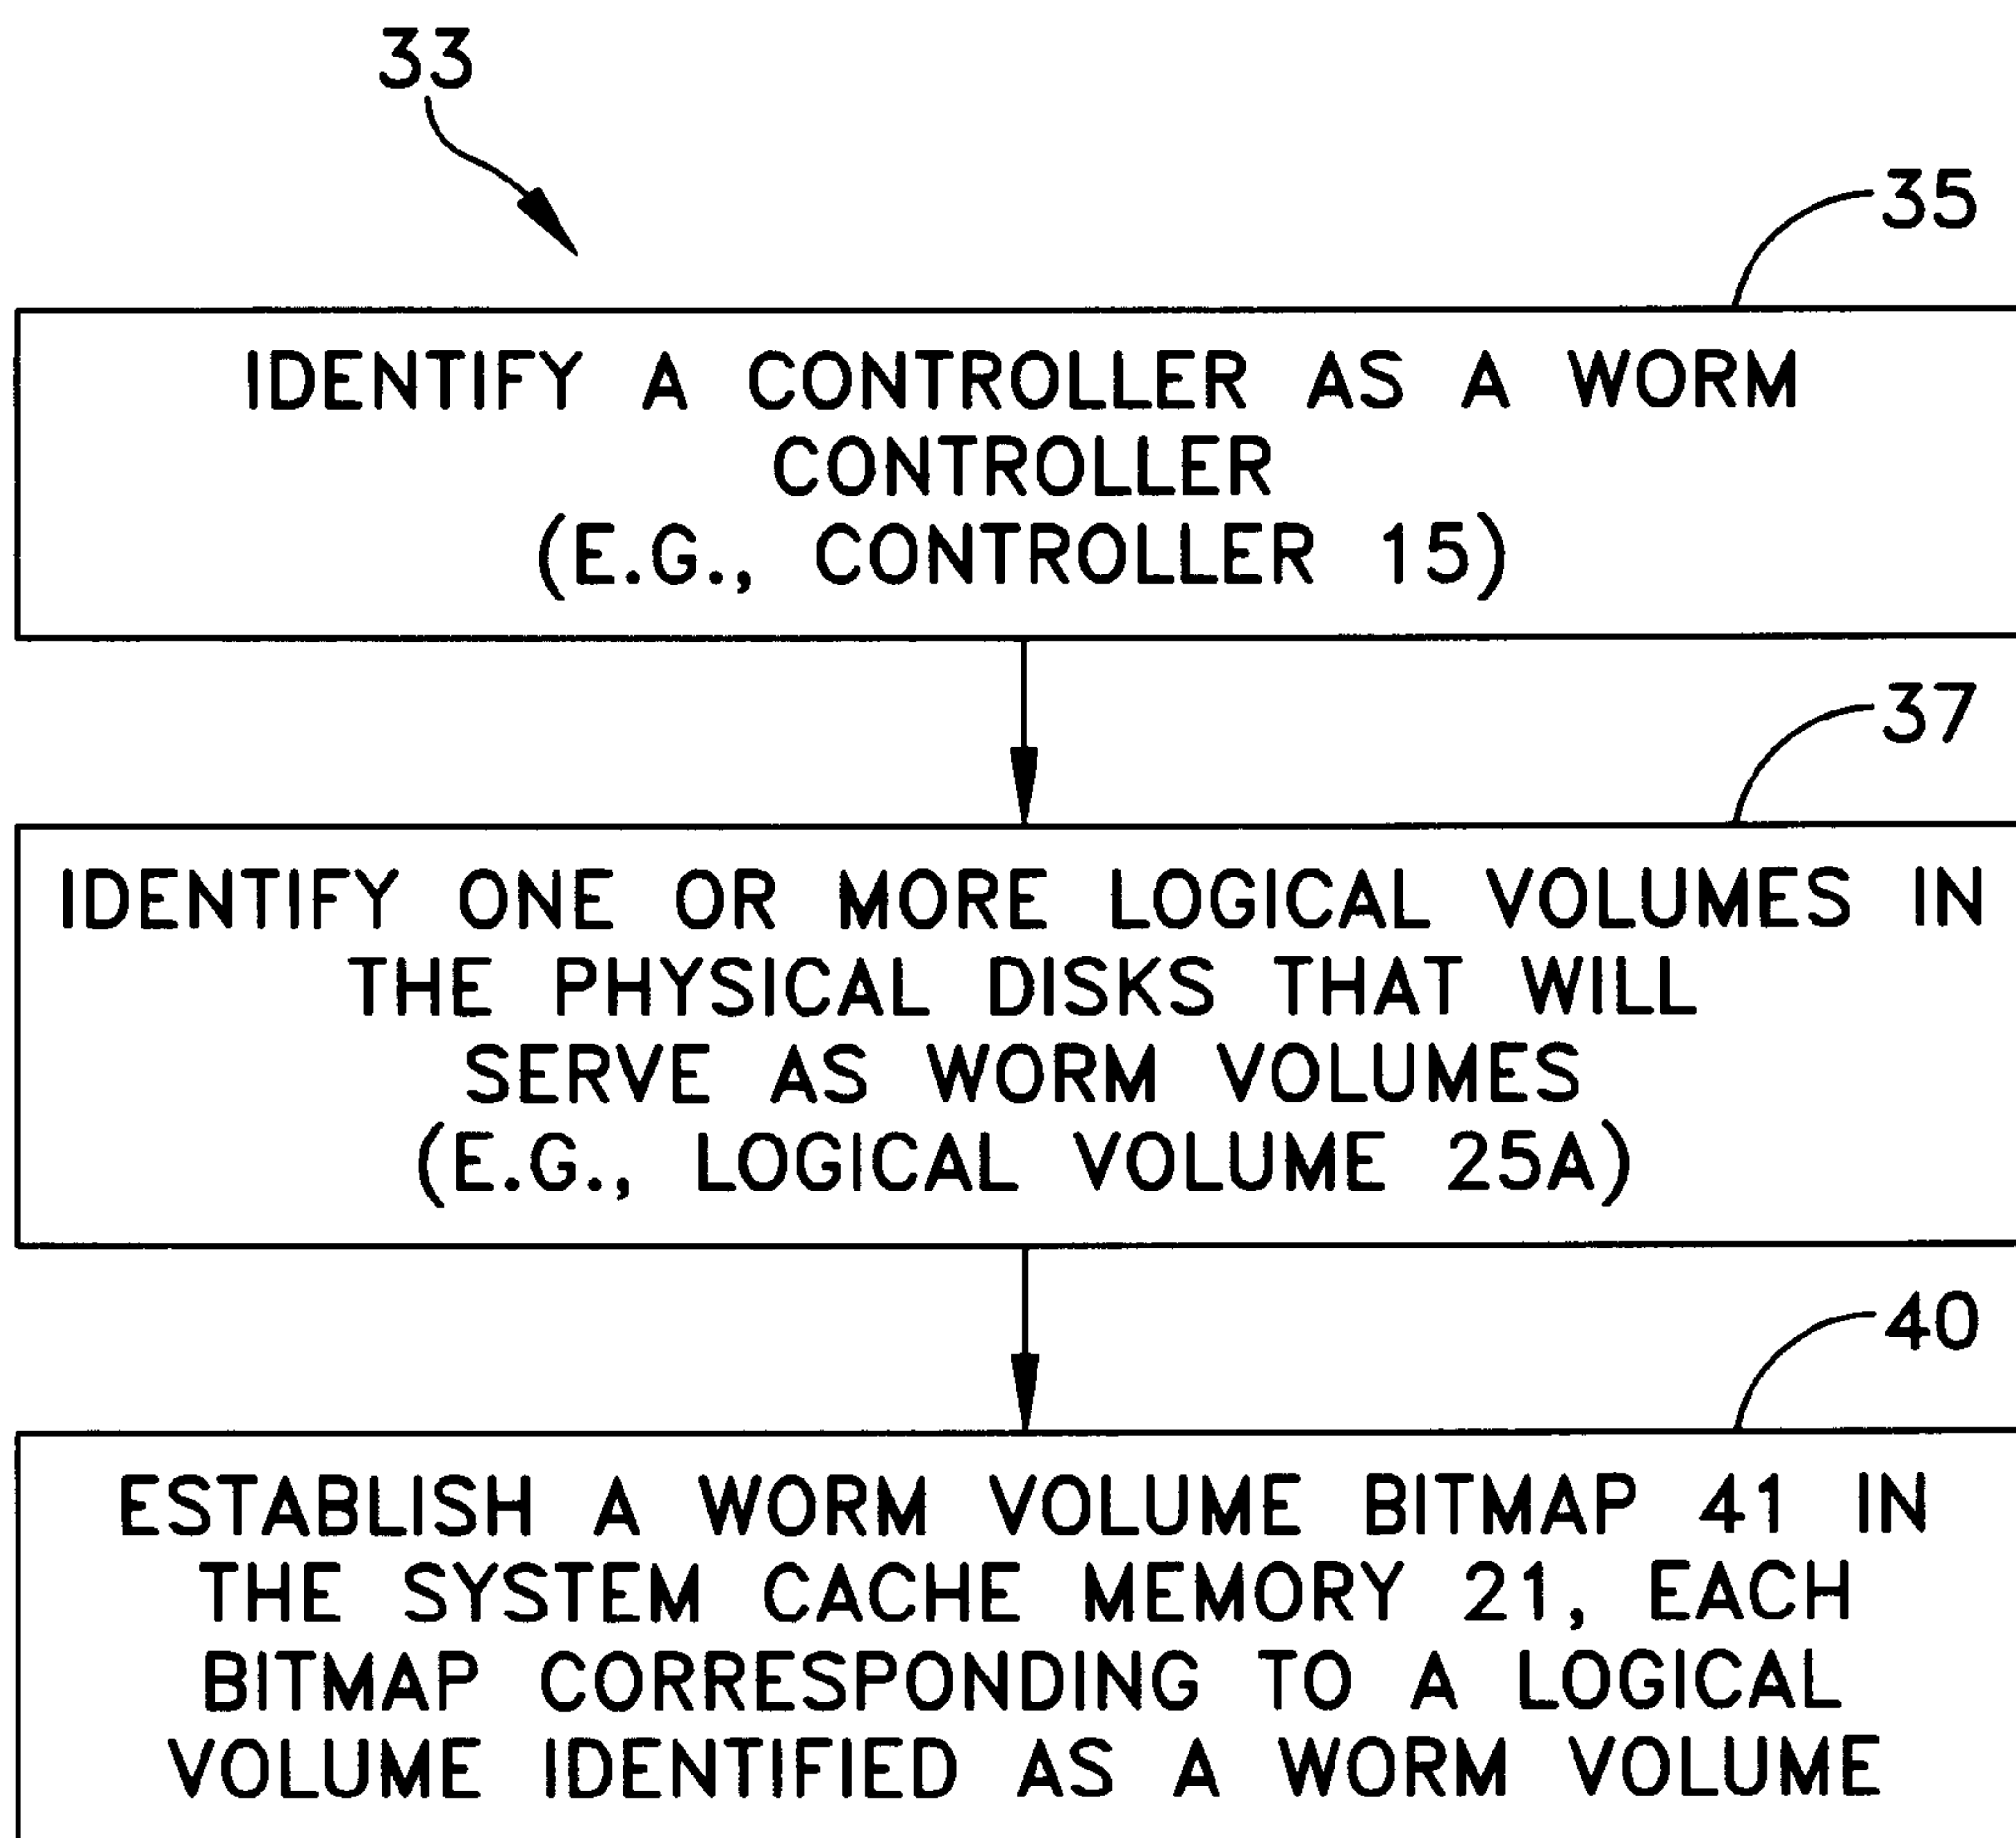 33
35
IDENTIFY A CONTROLLER AS A WORM
CONTROLLER
(E.G., CONTROLLER 15)
37
IDENTIFY ONE OR MORE LOGICAL VOLUMES IN
THE PHYSICAL DISKS THAT WILL
SERVE AS WORM VOLUMES
(E.G., LOGICAL VOLUME 25A)
40
ESTABLISH A WORM VOLUME BITMAP 41 IN
THE SYSTEM CACHE MEMORY 21, EACH
BITMAP CORRESPONDING TO A LOGICAL
VOLUME IDENTIFIED AS A WORM VOLUME